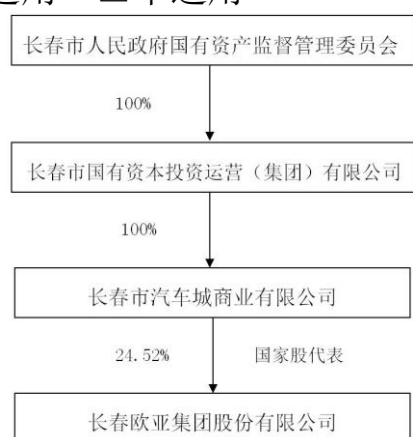 长春市人民政府国有资产监督管理委员会
100%
长春市国有资本投资运营（集团）有限公司
100%
长春市汽车城商业有限公司
24.52% 国家股代表
长春欧亚集团股份有限公司